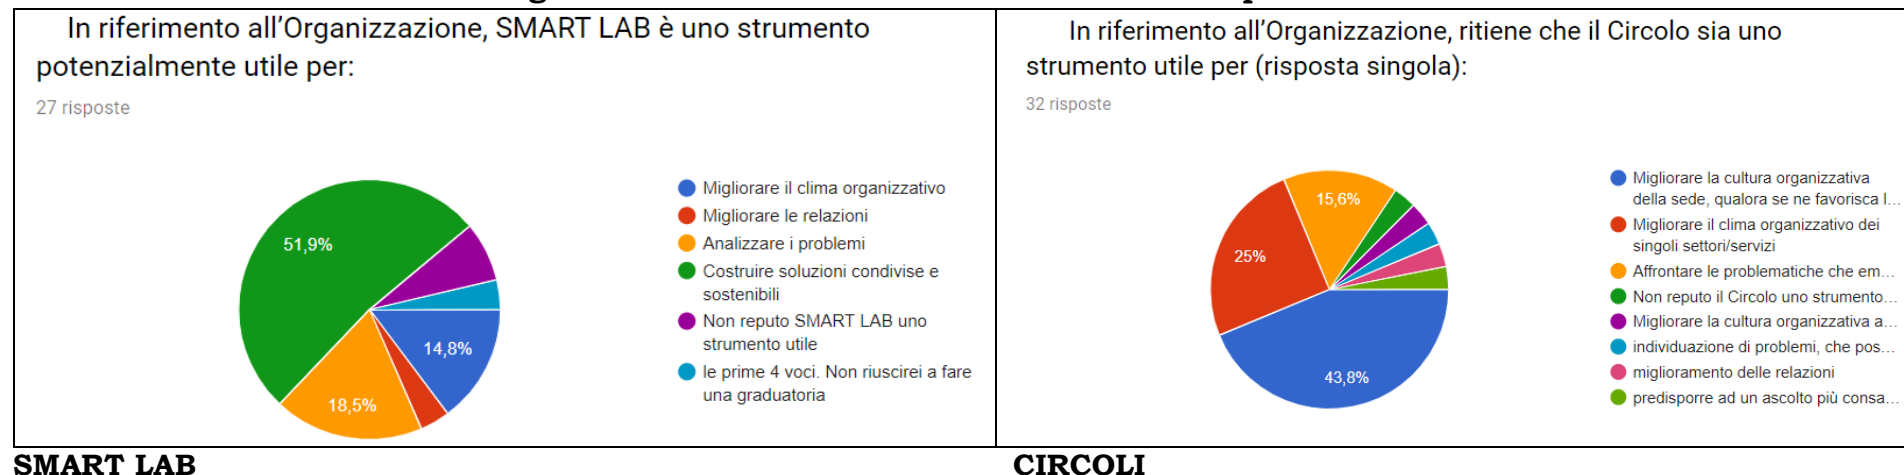 In riferimento all'Organizzazione, SMART LAB è uno strumento
potenzialmente utile per:
27 risposte
51,9%
14,8%
18,5%
Migliorare il clima organizzativo
Migliorare le relazioni
Analizzare i problemi
Costruire soluzioni condivise e
sostenibili
Non reputo SMART LAB uno
strumento utile
le prime 4 voci. Non riuscirei a fare
una graduatoria
In riferimento all'Organizzazione, ritiene che il Circolo sia uno
strumento utile per (risposta singola):
32 risposte
15,6%
25%
43,8%
Migliorare la cultura organizzativa
della sede, qualora se ne favorisca l...
Migliorare il clima organizzativo dei
singoli settori/servizi
Affrontare le problematiche che em...
Non reputo il Circolo uno strumento...
Migliorare la cultura organizzativa a...
individuazione di problemi, che pos...
miglioramento delle relazioni
predisporre ad un ascolto più consa...
SMART LAB
CIRCOLI